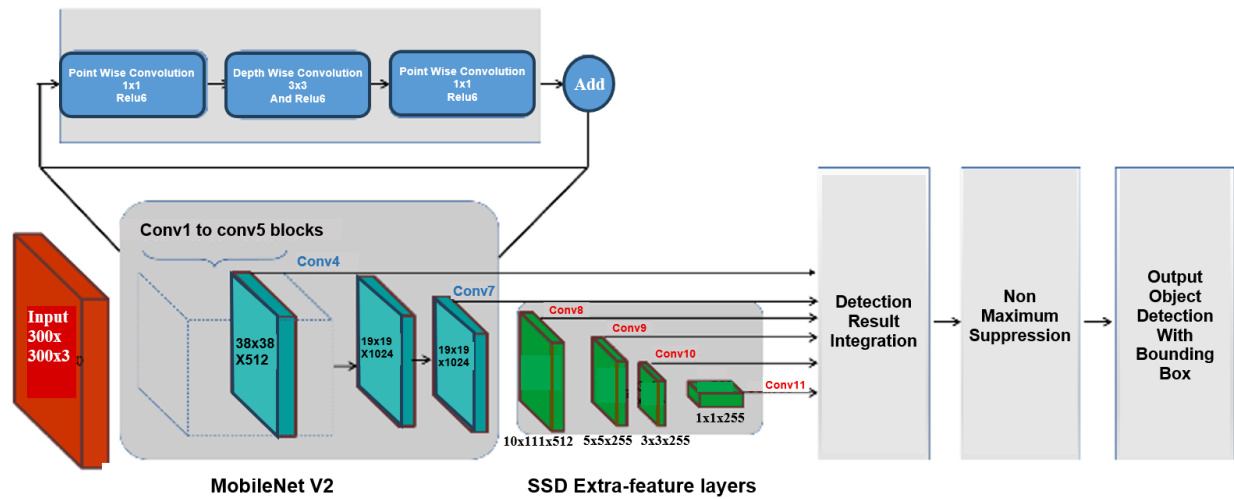 Point Wise Convolution
1x1
Relu6
Depth Wise Convolution
3x3
And Relu6
Point Wise Convolution
1x1
Relu6
Add
Conv1 to conv5 blocks
Conv4
Conv7
Input
300x
300x3
38x38
X512
19x19
X1024
19x19
x1024
Conv8
Conv9
Conv10
Conv11
10x111x512
5x5x255
3x3x255
1x1x255
Detection
Result
Integration
Non
Maximum
Suppression
Output
Object
Detection
With
Bounding
Box
MobileNet V2
SSD Extra-feature layers